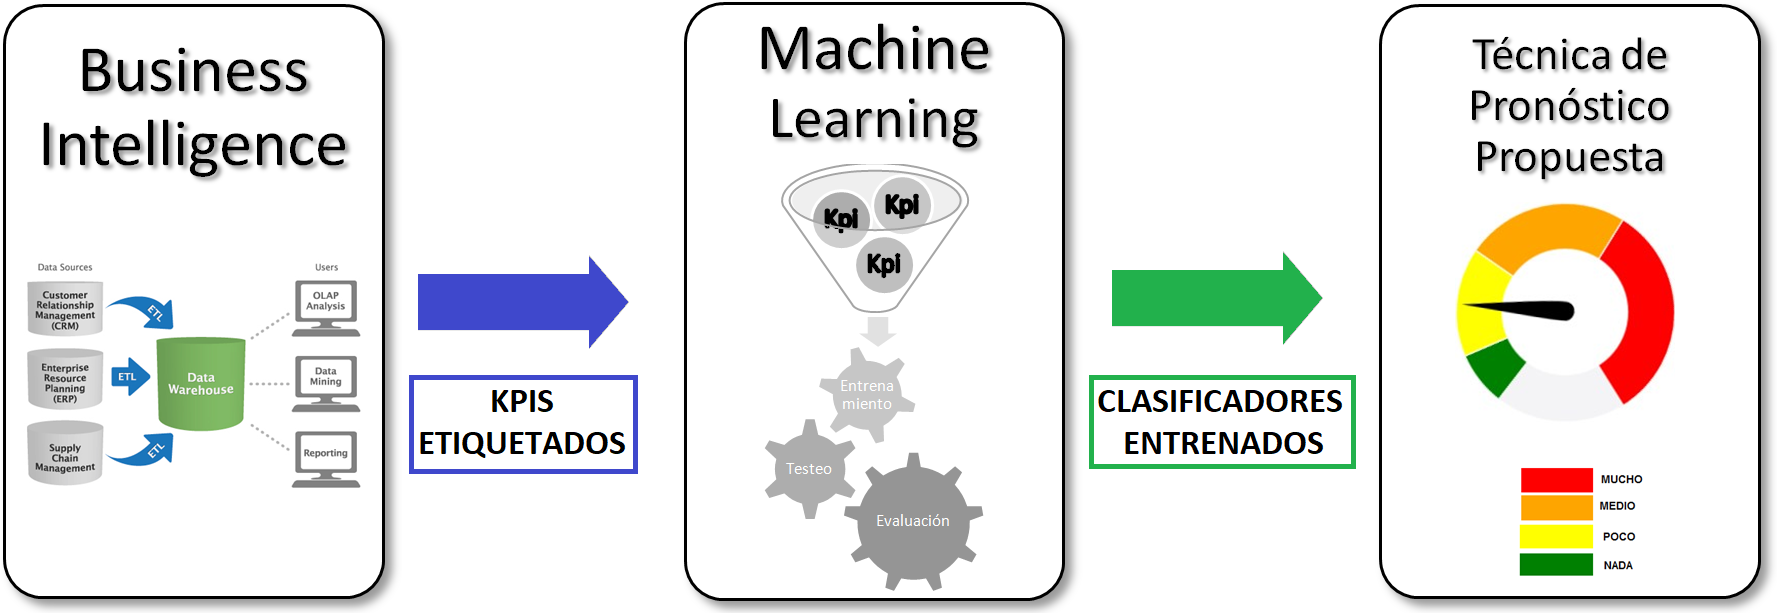 Business
Intelligence
Data Sources
Users
Customer
Relationship
Management
(CRM)
ETL
OLAP
Analysis
Enterprise
Resource
Planning
(ERP)
ETL
Data
Warehouse
Data
Mining
Supply
Chain
Management
ETL
Reporting
KPIS
ETIQUETADOS
Machine
Learning
Kpi
Kpi
Kpi
Entrena
miento
Testeo
Evaluación
CLASIFICADORES
ENTRENADOS
Técnica de
Pronóstico
Propuesta
MUCHO
MEDIO
POCO
NADA